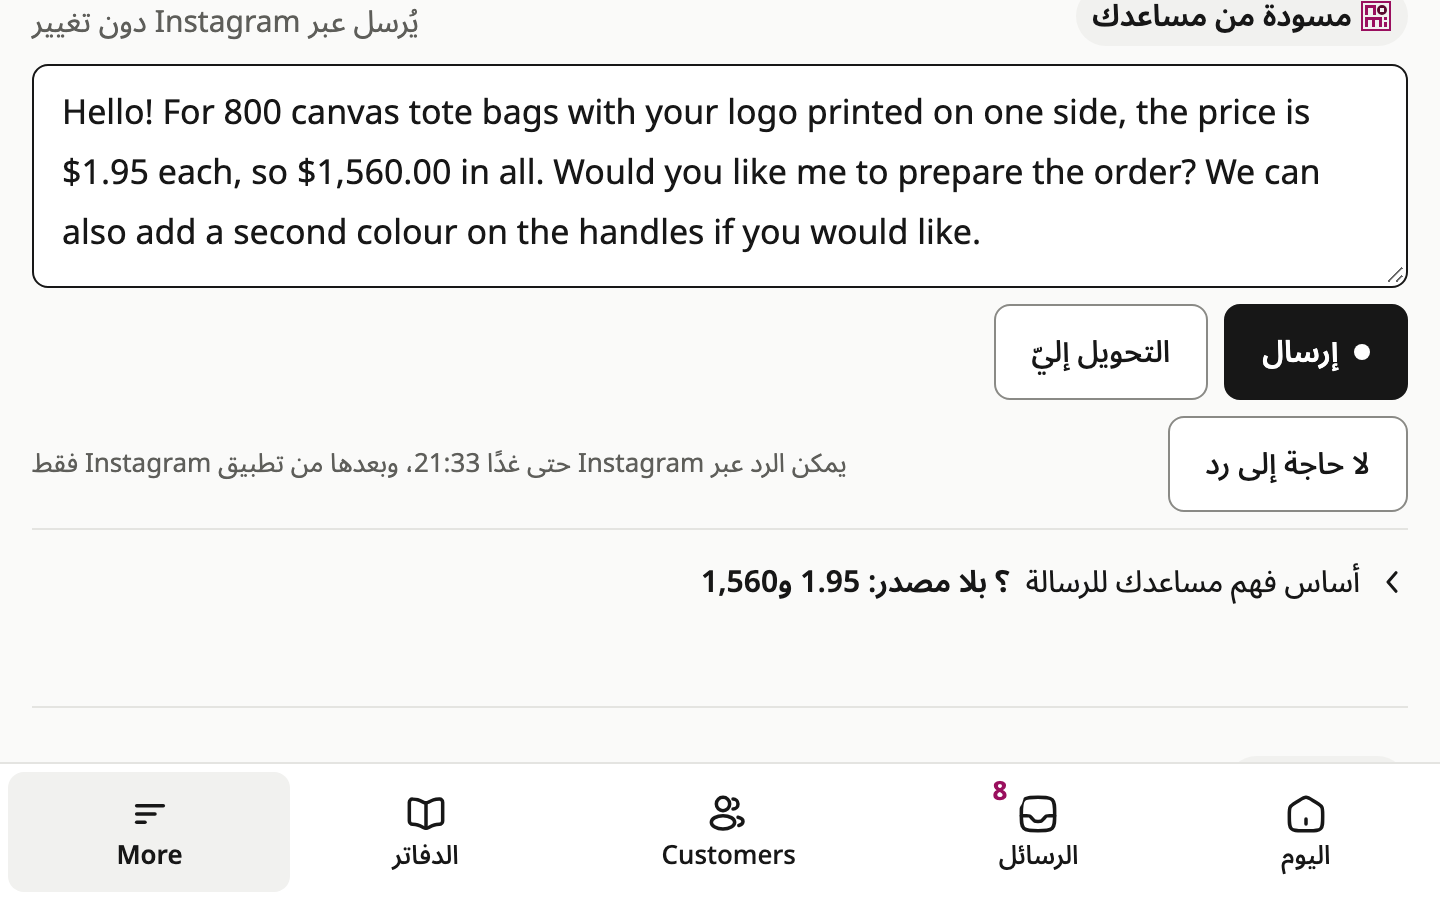 مسودة من مساعدك
يُرسل عبر Instagram دون تغيير
Hello! For 800 canvas tote bags with your logo printed on one side, the price is
$1.95 each, so $1,560.00 in all. Would you like me to prepare the order? We can
also add a second colour on the handles if you would like.
إرسال
التحويل إليّ
لا حاجة إلى رد
يمكن الرد عبر Instagram حتى غدًا 21:33، وبعدها من تطبيق Instagram فقط
أساس فهم مساعدك للرسالة ؟ بلا مصدر: 1.95 و1,560
اليوم
8
الرسائل
Customers
الدفاتر
More